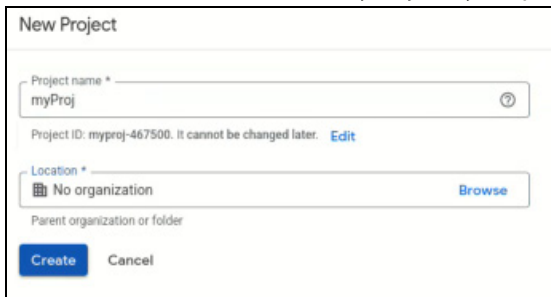 New Project
Project name *
myProj
Project ID: myproj-467500. It cannot be changed later. Edit
Location *
No organization Browse
Parent organization or folder
Create Cancel